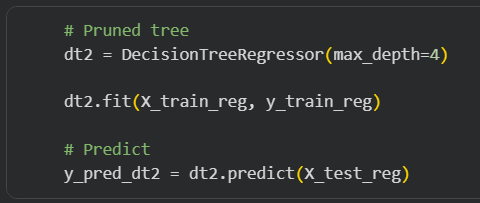 # Pruned tree
dt2 = DecisionTreeRegressor(max_depth=4)
dt2.fit(X_train_reg, y_train_reg)
# Predict
y_pred_dt2 = dt2.predict(X_test_reg)